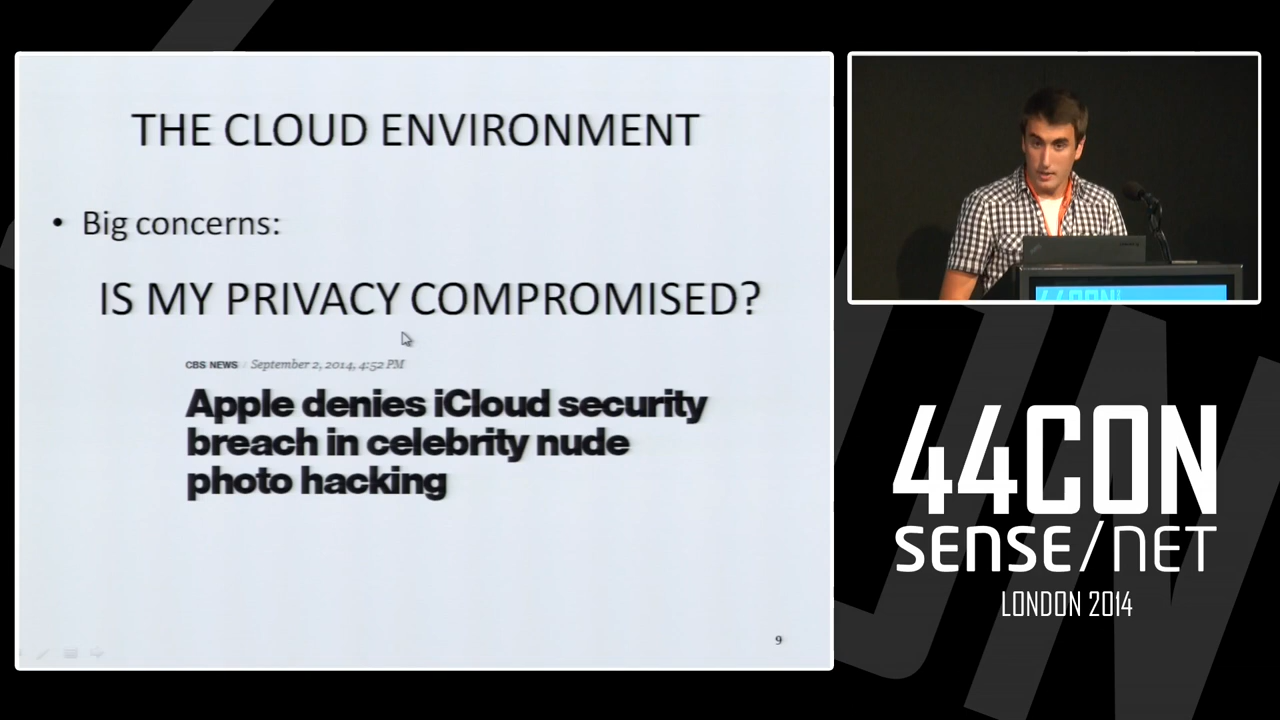 THE CLOUD ENVIRONMENT
• Big concerns:
IS MY PRIVACY COMPROMISED?
CBS NEWS / September 2, 2014, 4:52 PM
Apple denies iCloud security
breach in celebrity nude
photo hacking
9
44CON
44CON
SENSE/NET
LONDON 2014